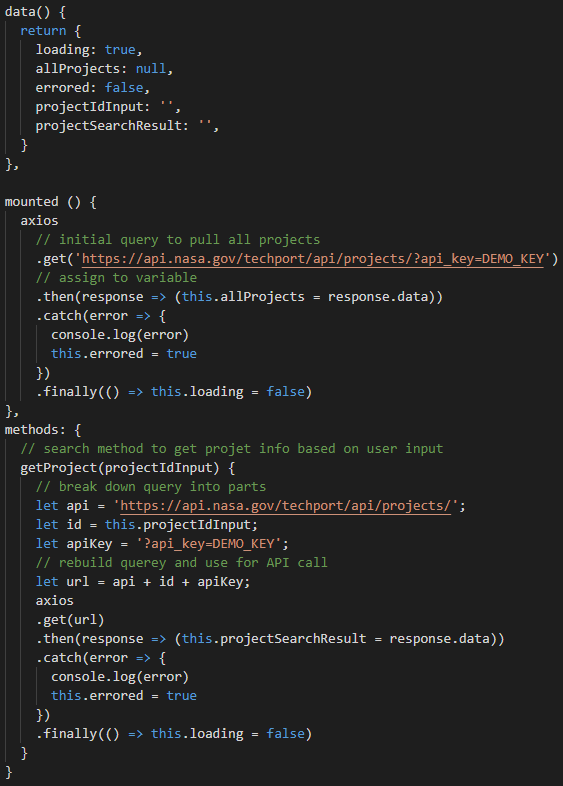 data() {
return {
loading: true,
allProjects: null,
errored: false,
projectIdInput: '',
projectSearchResult: '',
}
},
mounted () {
axios
// initial query to pull all projects
.get('https://api.nasa.gov/techport/api/projects/?api_key=DEMO_KEY')
// assign to variable
.then(response => (this.allProjects = response.data))
.catch(error => {
console.log(error)
this.errored = true
})
.finally(() => this.loading = false)
},
methods: {
// search method to get projet info based on user input
getProject(projectIdInput) {
// break down query into parts
let api = 'https://api.nasa.gov/techport/api/projects/';
let id = this.projectIdInput;
let apiKey = '?api_key=DEMO_KEY';
// rebuild querey and use for API call
let url = api + id + apiKey;
axios
.get(url)
.then(response => (this.projectSearchResult = response.data))
.catch(error => {
console.log(error)
this.errored = true
})
.finally(() => this.loading = false)
}
}